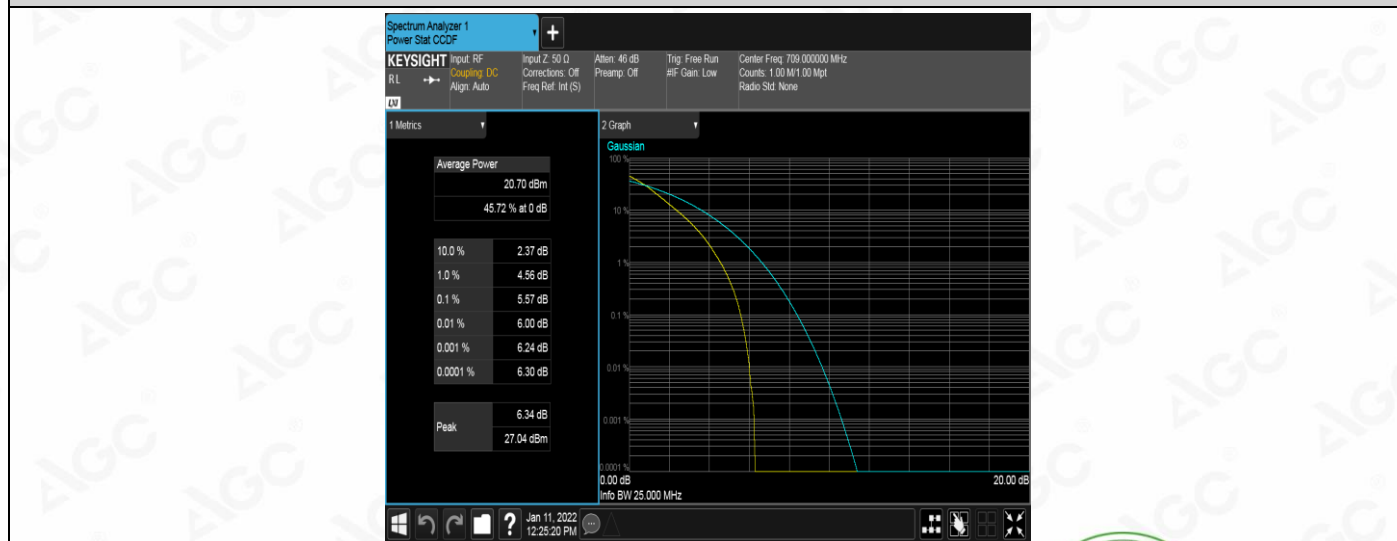 Spectrum Analyzer 1
Power Stat CCDF
+
KEYSIGHT Input: RF Input Z: 50 Ω Atten: 46 dB Trig: Free Run Center Freq: 709.000000 MHz
R L Coupling: DC Corrections: Off Preamp: Off #IF Gain: Low Counts: 1.00 M/1.00 Mpt
Align: Auto Freq Ref: Int (S) Radio Std: None
LXI
1 Metrics
Average Power
20.70 dBm
45.72 % at 0 dB
10.0 % 2.37 dB
1.0 % 4.56 dB
0.1 % 5.57 dB
0.01 % 6.00 dB
0.001 % 6.24 dB
0.0001 % 6.30 dB
Peak
6.34 dB
27.04 dBm
2 Graph
Gaussian
100 %
10 %
1 %
0.1 %
0.01 %
0.001 %
0.0001 %
0.00 dB 20.00 dB
Info BW 25.000 MHz
? Jan 11, 2022
12:25:20 PM
AGC